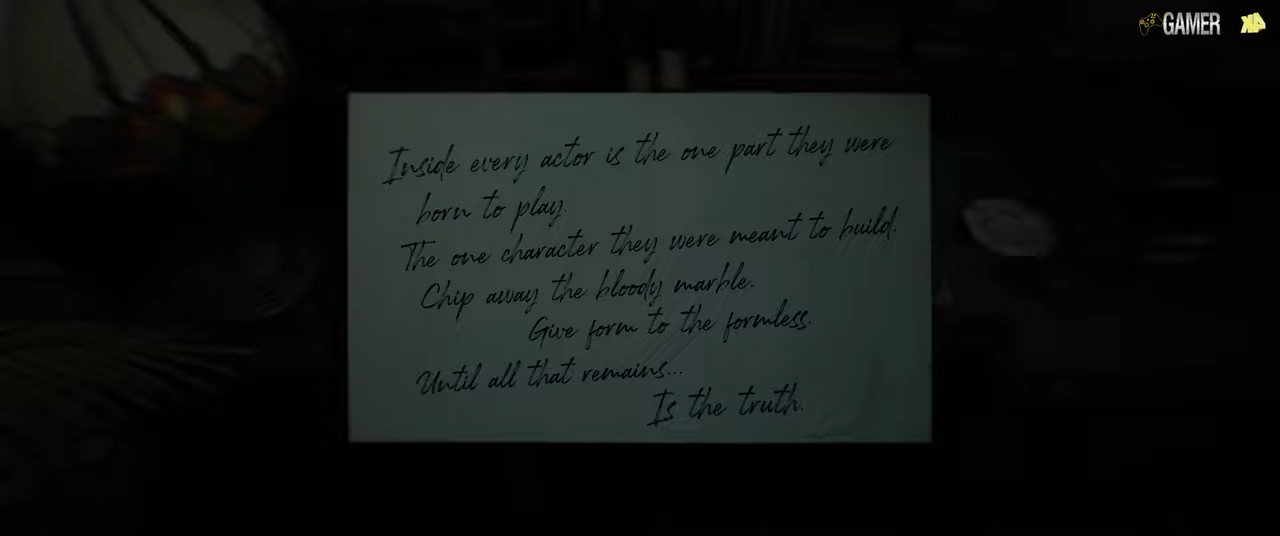 GAMER
Inside every actor is the one part they were
born to play.
The one character they were meant to build.
Chip away the bloody marble.
Give form to the formless.
Until all that remains...
Is the truth.